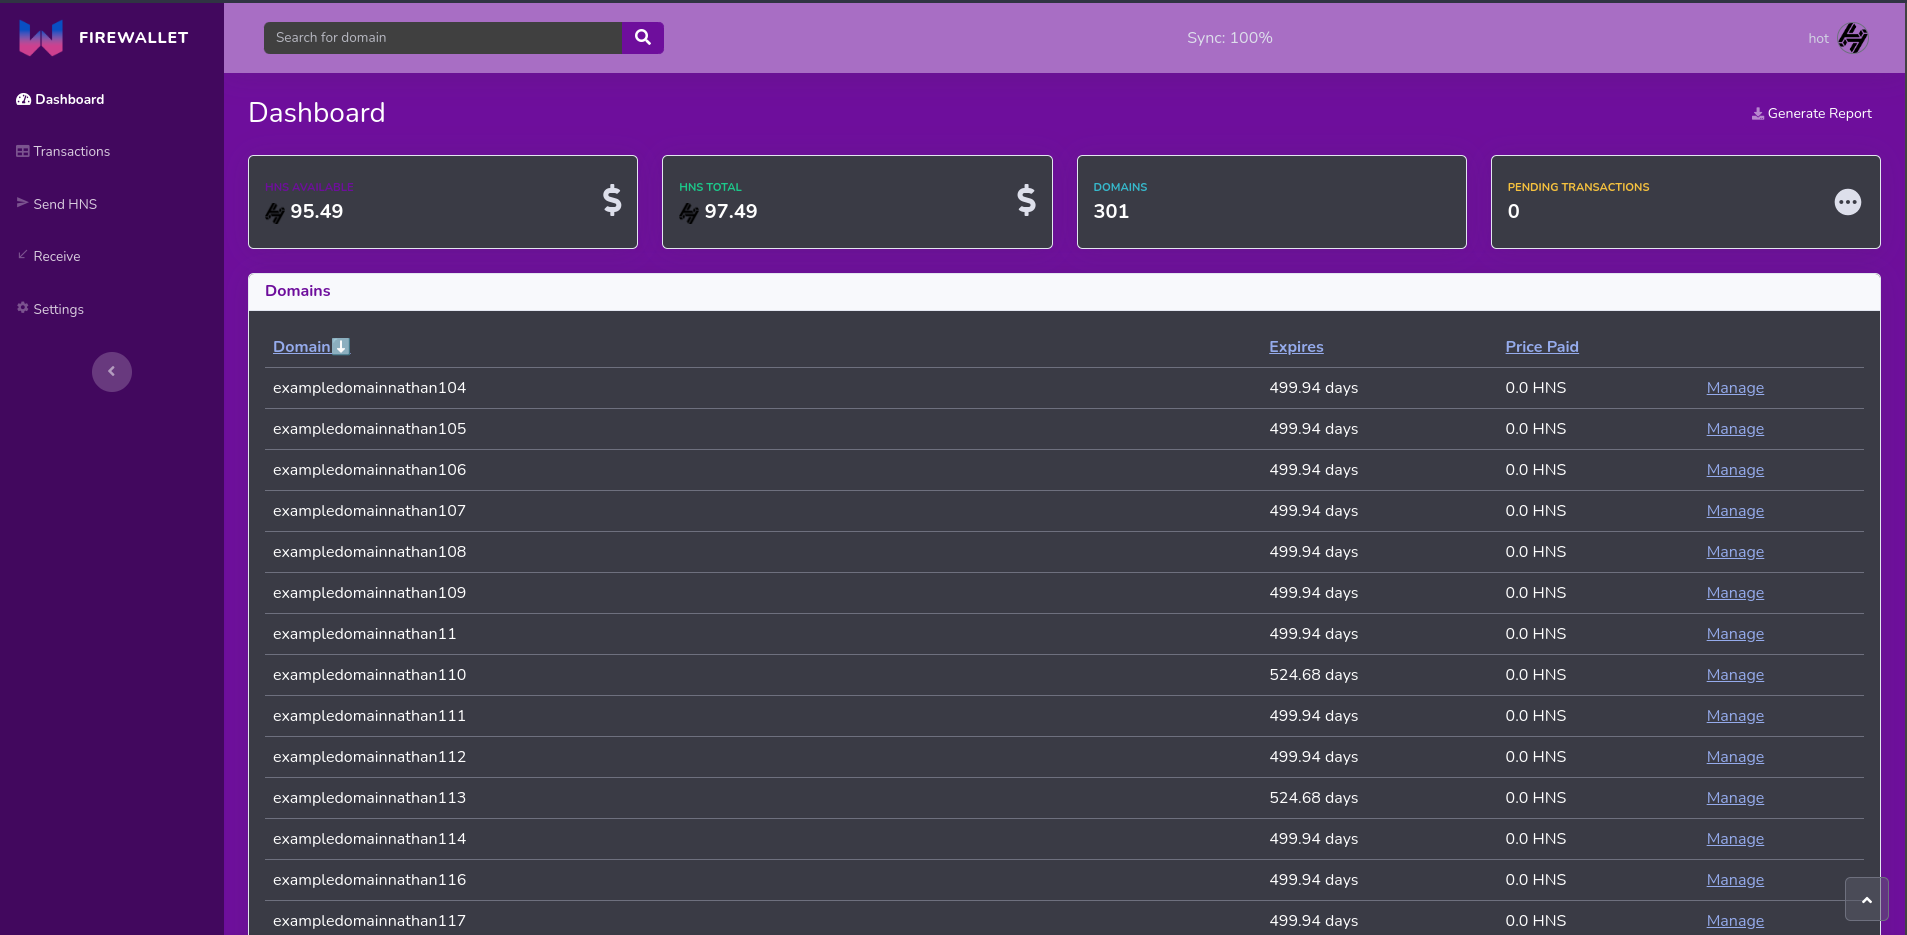 FIREWALLET
Search for domain
Sync: 100%
hot
Dashboard
Transactions
Send HNS
Receive
Settings
Dashboard
Generate Report
HNS AVAILABLE
95.49
HNS TOTAL
97.49
DOMAINS
301
PENDING TRANSACTIONS
0
Domains
Domain Expires Price Paid
exampledomainnathan104 499.94 days 0.0 HNS Manage
exampledomainnathan105 499.94 days 0.0 HNS Manage
exampledomainnathan106 499.94 days 0.0 HNS Manage
exampledomainnathan107 499.94 days 0.0 HNS Manage
exampledomainnathan108 499.94 days 0.0 HNS Manage
exampledomainnathan109 499.94 days 0.0 HNS Manage
exampledomainnathan11 499.94 days 0.0 HNS Manage
exampledomainnathan110 524.68 days 0.0 HNS Manage
exampledomainnathan111 499.94 days 0.0 HNS Manage
exampledomainnathan112 499.94 days 0.0 HNS Manage
exampledomainnathan113 524.68 days 0.0 HNS Manage
exampledomainnathan114 499.94 days 0.0 HNS Manage
exampledomainnathan116 499.94 days 0.0 HNS Manage
exampledomainnathan117 499.94 days 0.0 HNS Manage